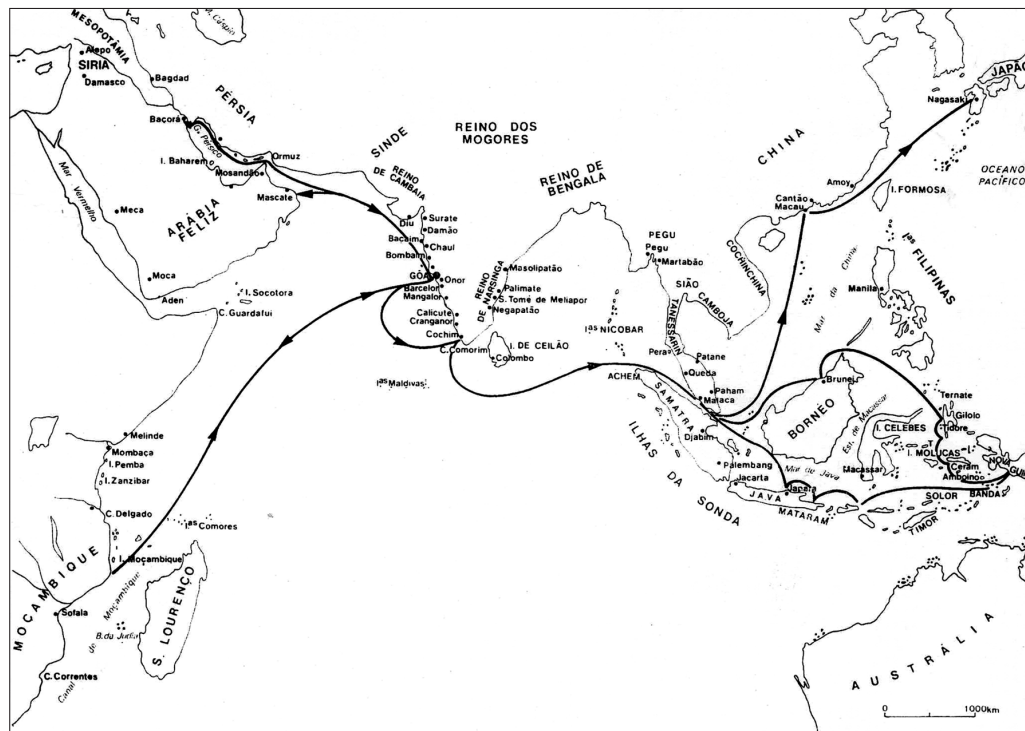 MESOPOTÂMIA
M. Cáspio
Alepo
SIRIA
Damasco
Bagdad
PÉRSIA
Baçorá
G. Pérsico
Ormuz
I. Baharem
Mosandão
Mascate
Mar Vermelho
Meca
ARÁBIA
FELIZ
Moca
Aden
I. Socotora
C. Guardafui
SINDE
REINO DOS
MOGORES
REINO
DE CAMBAIA
Diu
Surate
Damão
Baçaim
Chaul
Bombaim
GÔA
Onor
Barcelor
Mangalor
Calicute
Cranganor
Cochim
C. Comorim
REINO
DE NARSINGA
Masolipatão
Palimate
S. Tomé de Meliapor
Negapatão
I. DE CEILÃO
Colombo
Ias Maldivas
REINO DE
BENGALA
PEGU
Pegu
Martabão
SIÃO
CAMBOJA
COCHINCHINA
TANESSARIN
Ias NICOBAR
Pera
Patane
Queda
Paham
Malaca
ACHEM
SAMATRA
Djabim
Palembang
Jacarta
ILHAS DA SONDA
CHINA
Cantão
Macau
Amoy
I. FORMOSA
JAPÃO
Nagasaki
OCEANO
PACÍFICO
Mar da China
Ias FILIPINAS
Manila
Brunei
BORNÉO
Est. de Macassar
Macassar
Mar de Java
Japara
JAVA
MATARAM
I. CELEBES
Ternate
Gilolo
Tidore
I. MOLUCAS
Ceram
Amboino
NOVA
BANDAS
SOLOR
TIMOR
AUSTRÁLIA
Melinde
Mombaça
I. Pemba
I. Zanzibar
C. Delgado
Ias Comores
I. Moçambique
MOÇAMBIQUE
Sofala
Canal de Moçambique
B. da Judia
S. LOURENÇO
C. Correntes
0 1000km